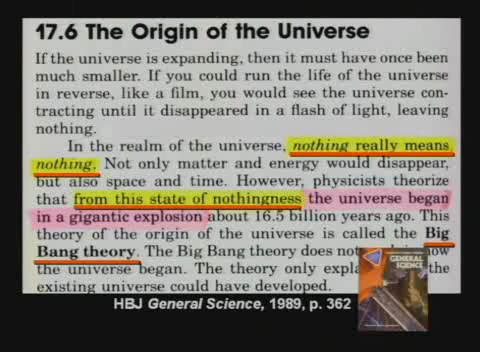 17.6 The Origin of the Universe
If the universe is expanding, then it must have once been
much smaller. If you could run the life of the universe
in reverse, like a film, you would see the universe con-
tracting until it disappeared in a flash of light, leaving
nothing.
In the realm of the universe, nothing really means
nothing. Not only matter and energy would disappear,
but also space and time. However, physicists theorize
that from this state of nothingness the universe began
in a gigantic explosion about 16.5 billion years ago. This
theory of the origin of the universe is called the Big
Bang theory. The Big Bang theory does not
the universe began. The theory only the
existing universe could have developed.
HBJ General Science, 1989, p. 362
GENERAL
SCIENCE